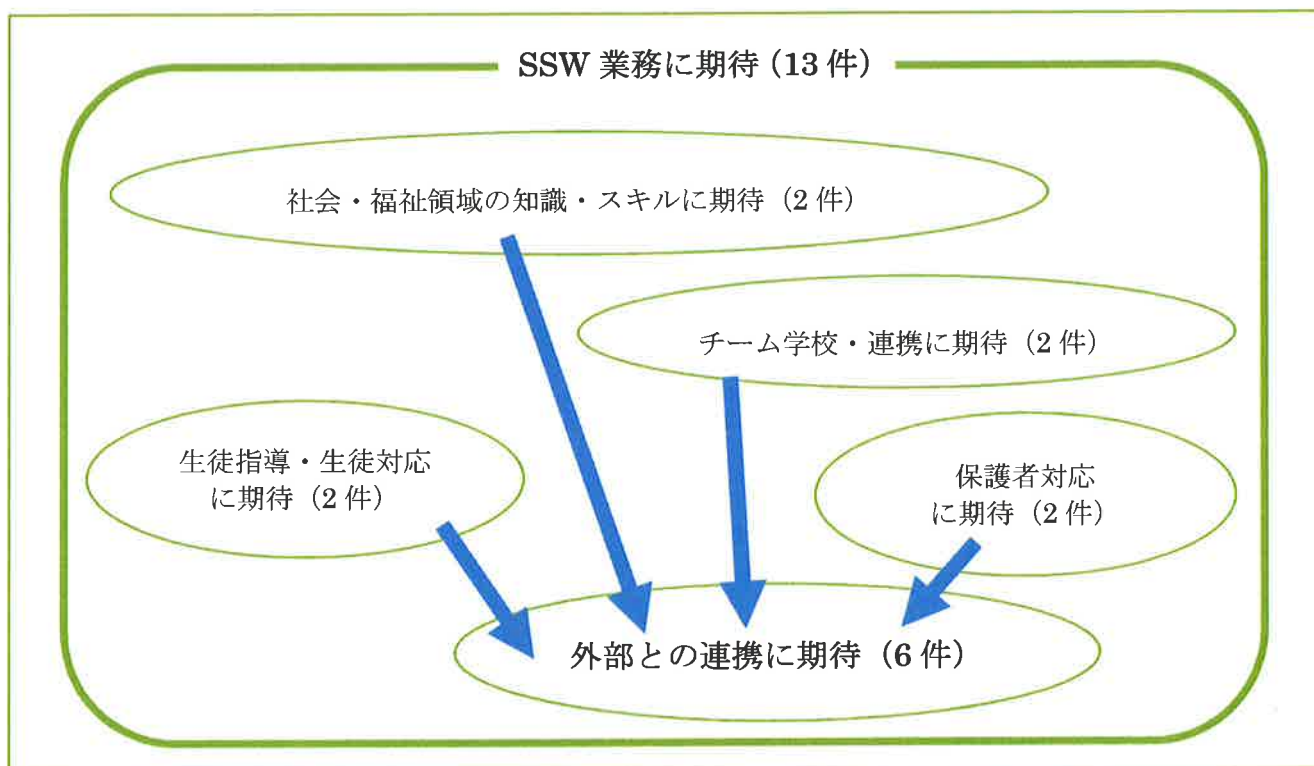 SSW 業務に期待（13 件）
社会・福祉領域の知識・スキルに期待（2 件）
チーム学校・連携に期待（2 件）
生徒指導・生徒対応
に期待（2 件）
保護者対応
に期待（2 件）
外部との連携に期待（6 件）